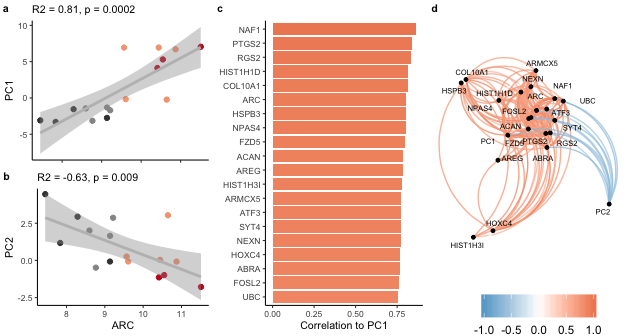 a
R2 = 0.81, p = 0.0002
10
5
0
-5
PC1
b
R2 = -0.63, p = 0.009
2.5
0.0
-2.5
PC2
8
9
10
11
ARC
c
NAF1
PTGS2
RGS2
HIST1H1D
COL10A1
ARC
HSPB3
NPAS4
FZD5
ACAN
AREG
HIST1H3I
ARMCX5
ATF3
SYT4
NEXN
HOXC4
ABRA
FOSL2
UBC
0.00
0.25
0.50
0.75
Correlation to PC1
d
ARMCX5
COL10A1
NEXN
HSPB3
HIST1H1D
NAF1
ARC
UBC
NPAS4
FOSL2
ATF3
ACAN
SYT4
PC1
FZD5
PTGS2
RGS2
AREG
ABRA
PC2
HOXC4
HIST1H3I
-1.0
-0.5
0.0
0.5
1.0